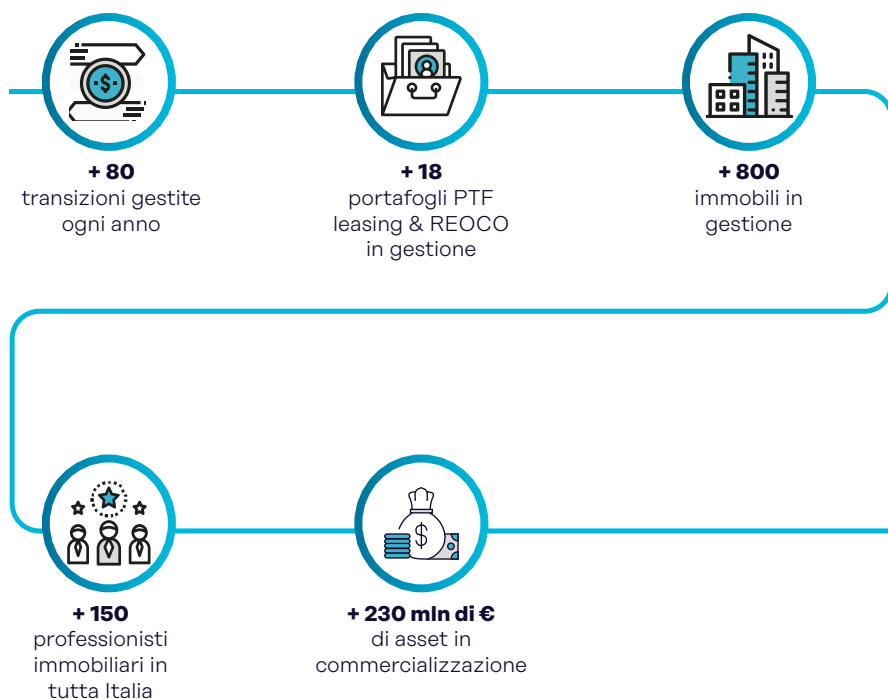 + 80
transizioni gestite
ogni anno
+ 18
portafogli PTF
leasing & REOCO
in gestione
+ 800
immobili in
gestione
+ 150
professionisti
immobiliari in
tutta Italia
+ 230 mln di €
di asset in
commercializzazione